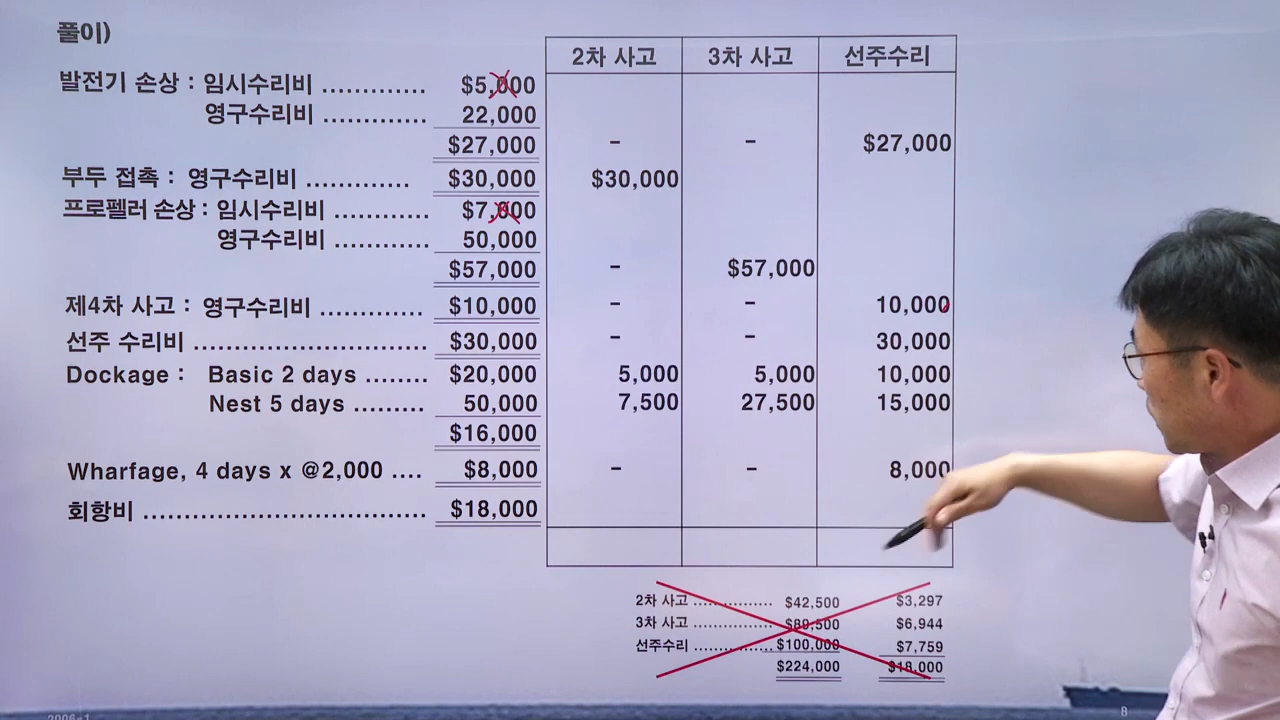 풀이)
2차 사고 3차 사고 선주수리
발전기 손상 : 임시수리비 ............. $5,000
영구수리비 ............. 22,000
$27,000 – – $27,000
부두 접촉 : 영구수리비 ............. $30,000 $30,000
프로펠러 손상 : 임시수리비 ............ $7,000
영구수리비 ............ 50,000
$57,000 – $57,000
제4차 사고 : 영구수리비 ............. $10,000 – – 10,000
선주 수리비 ............................. $30,000 – – 30,000
Dockage : Basic 2 days ........ $20,000 5,000 5,000 10,000
Nest 5 days ......... 50,000 7,500 27,500 15,000
$16,000
Wharfage, 4 days x @2,000 .... $8,000 – – 8,000
회항비 ................................... $18,000
2차 사고 ............... $42,500 $3,297
3차 사고 ............... $89,500 $6,944
선주수리 ............... $100,000 $7,759
$224,000 $18,000
2006-1 8